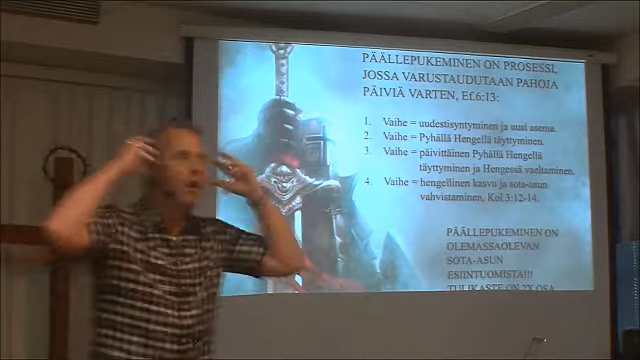 PÄÄLLEPUKEMINEN ON PROSESSI,
JOSSA VARUSTAUDUTAAN PAHOJA
PÄIVIÄ VARTEN, Ef.6:13:
1. Vaihe = uudestisyntyminen ja uusi asema.
2. Vaihe = Pyhällä Hengellä täyttyminen.
3. Vaihe = päivittäinen Pyhällä Hengellä
täyttyminen ja Hengessä vaeltaminen.
4. Vaihe = hengellinen kasvu ja sota-asun
vahvistaminen, Kol.3:12-14.
PÄÄLLÄ PUKEMINEN ON
OLEMASSAOLEVAN
SOTA-ASUN
ESIINTUOMISTA!!!
TULIKASTE ON 2X OSA